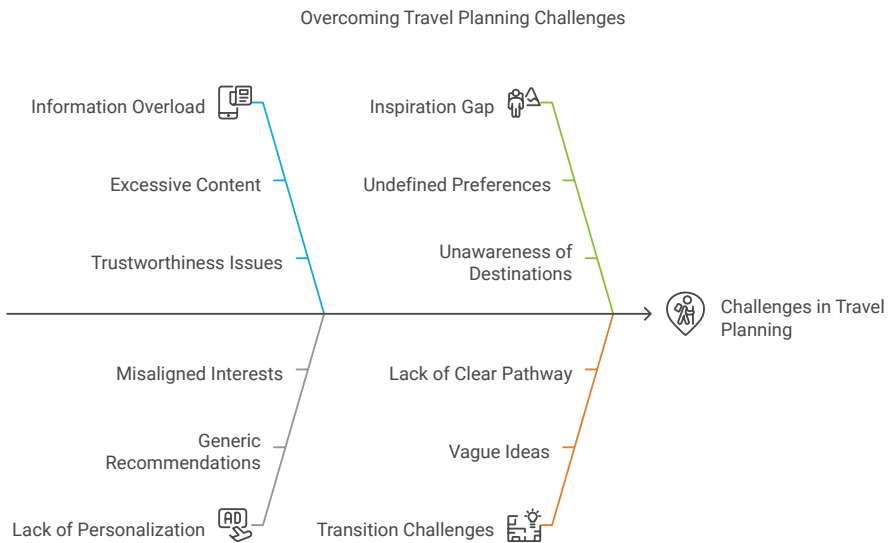 Overcoming Travel Planning Challenges
Information Overload
Inspiration Gap
Excessive Content
Undefined Preferences
Trustworthiness Issues
Unawareness of
Destinations
Challenges in Travel
Planning
Misaligned Interests
Lack of Clear Pathway
Generic
Recommendations
Vague Ideas
Lack of Personalization
AD
Transition Challenges